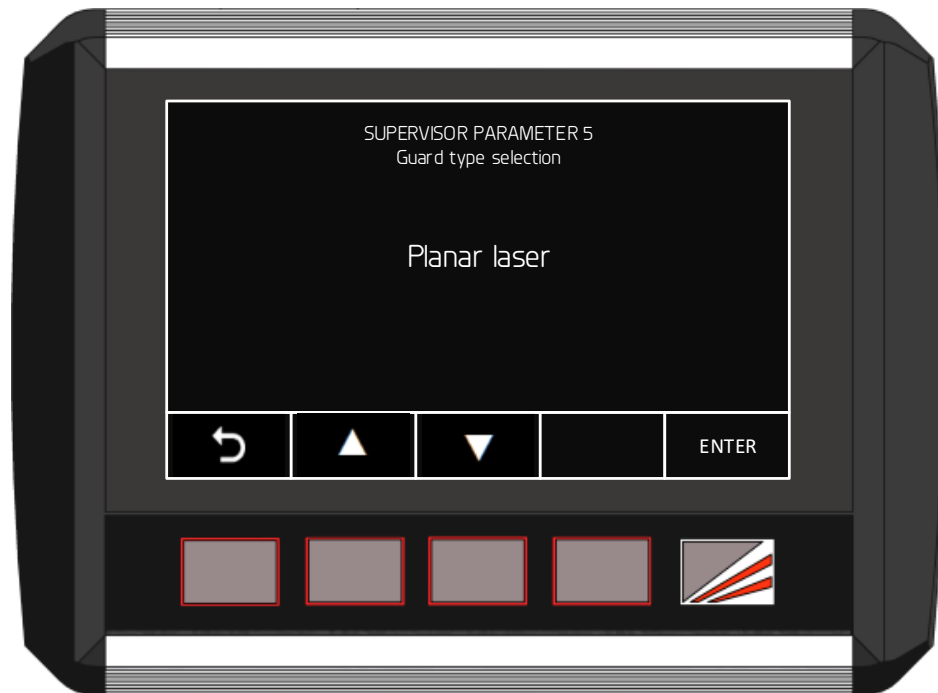 SUPERVISOR PARAMETER 5
Guard type selection
Planar laser
ENTER